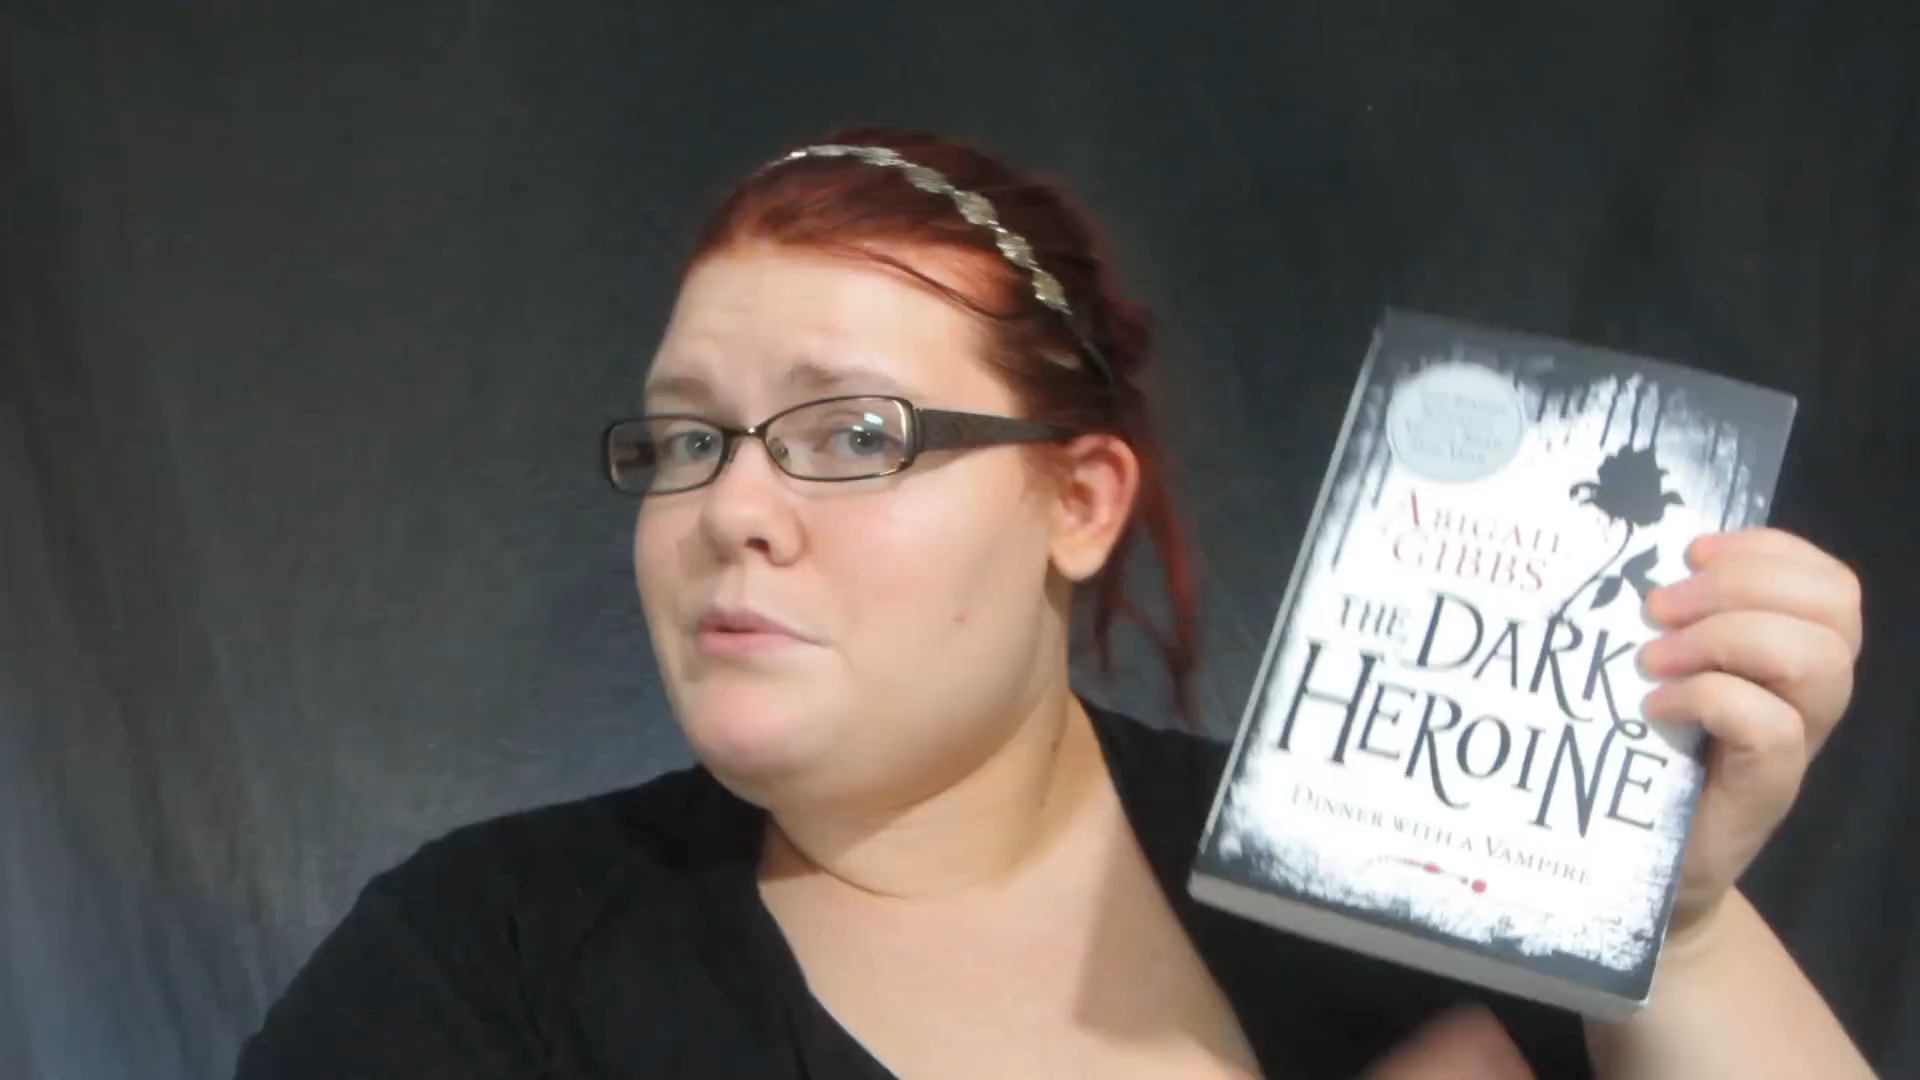 ABIGAIL
GIBBS
THE DARK
HEROINE
DINNER WITH A VAMPIRE